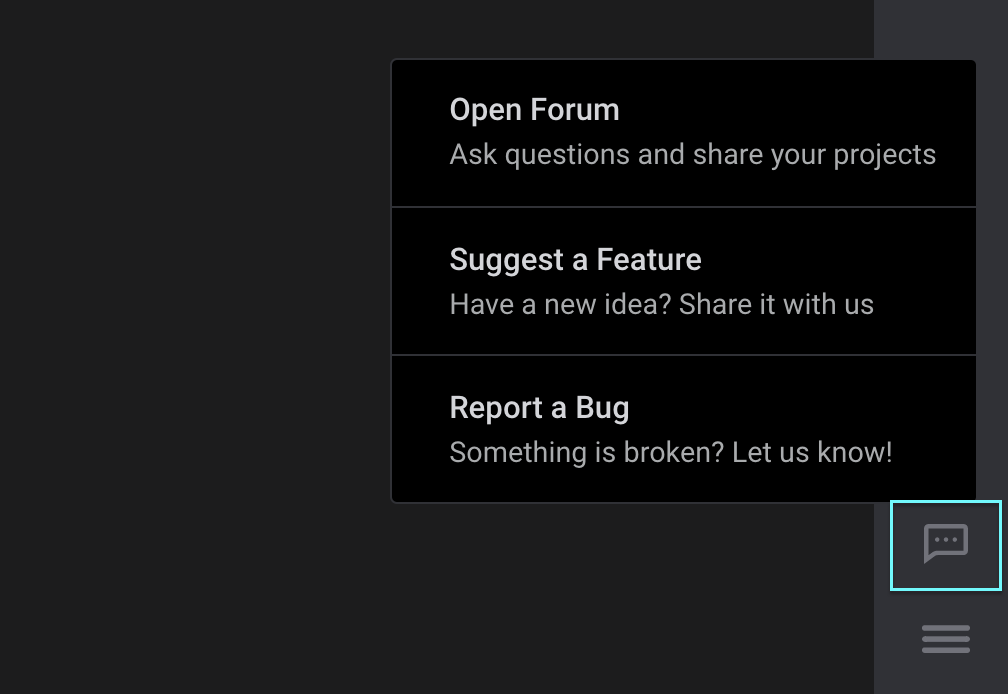 Open Forum
Ask questions and share your projects
Suggest a Feature
Have a new idea? Share it with us
Report a Bug
Something is broken? Let us know!